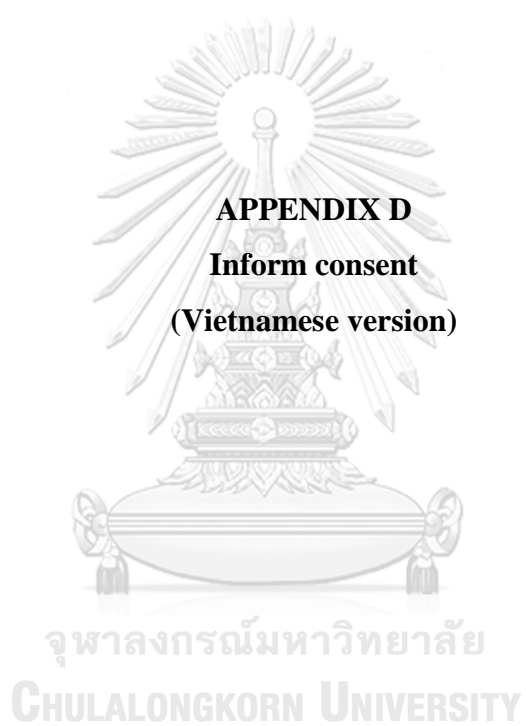 APPENDIX D
Inform consent
(Vietnamese version)
จุฬาลงกรณ์มหาวิทยาลัย
CHULALONGKORN UNIVERSITY